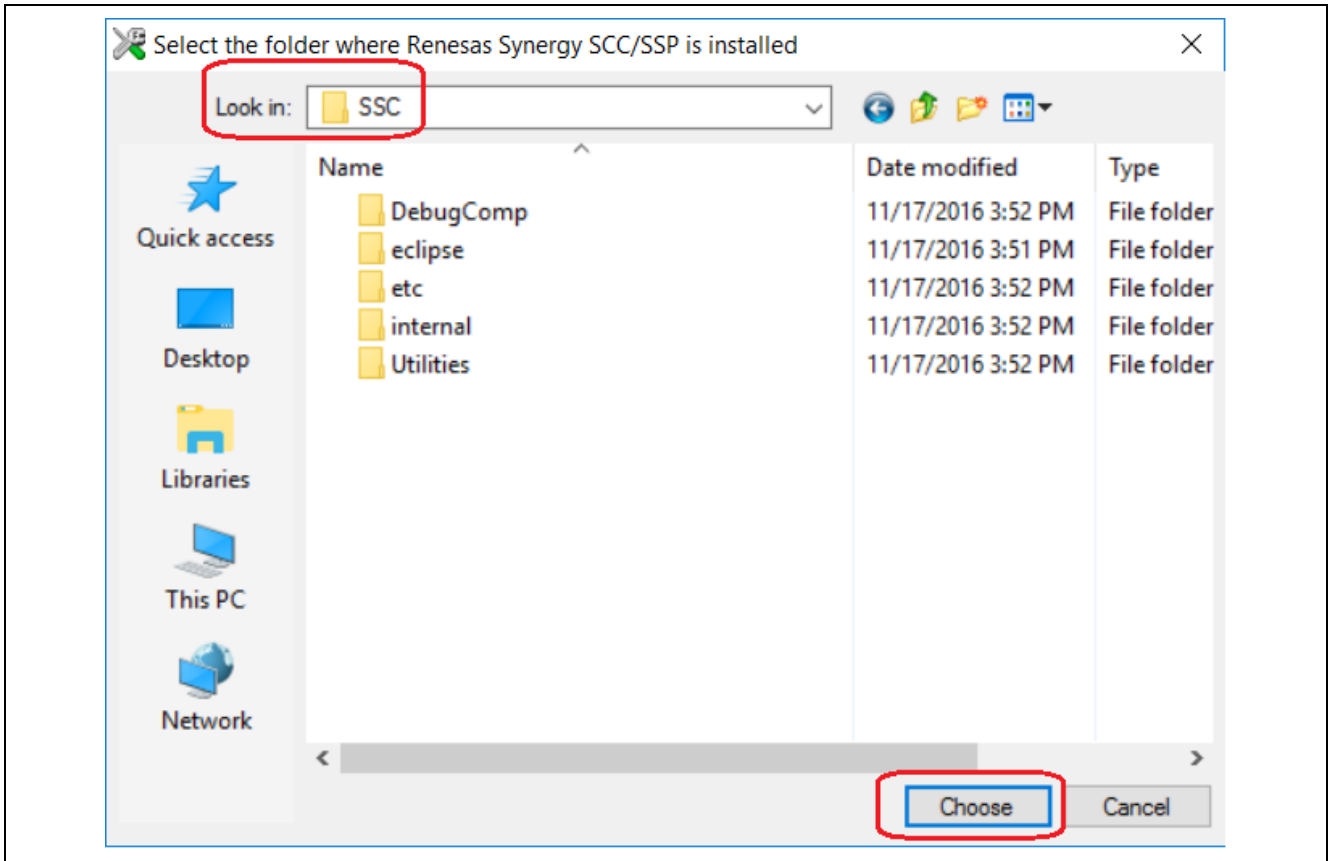 Select the folder where Renesas Synergy SCC/SSP is installed
Look in: SSC
Name Date modified Type
DebugComp 11/17/2016 3:52 PM File folder
eclipse 11/17/2016 3:51 PM File folder
etc 11/17/2016 3:52 PM File folder
internal 11/17/2016 3:52 PM File folder
Utilities 11/17/2016 3:52 PM File folder
Quick access
Desktop
Libraries
This PC
Network
Choose Cancel